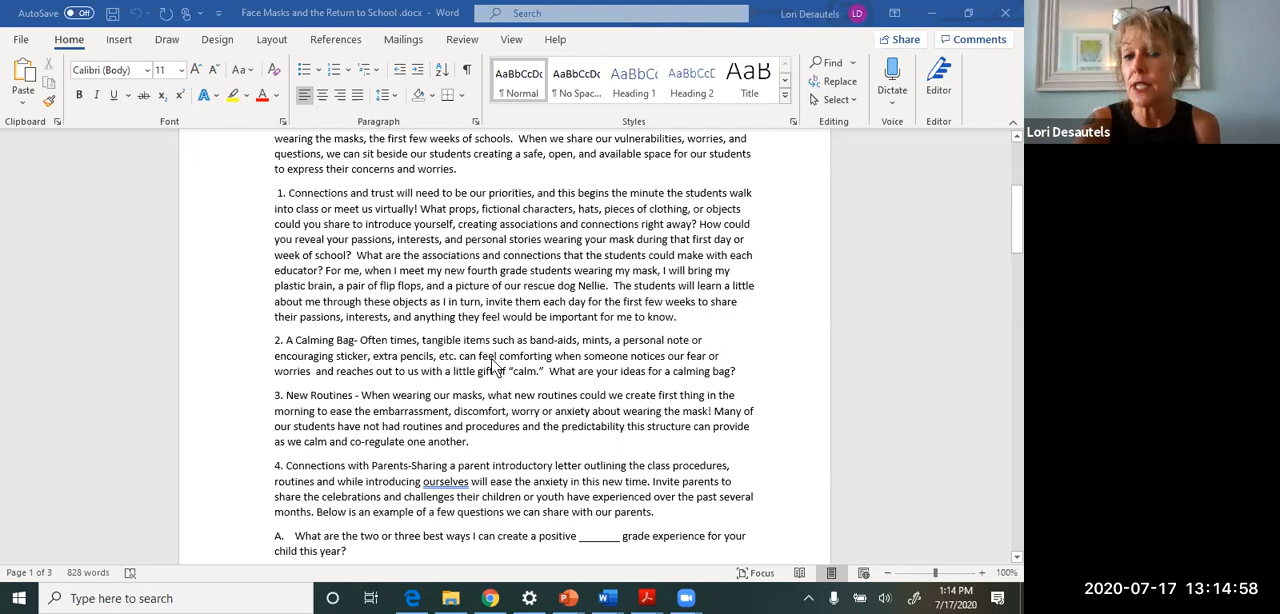 AutoSave Off
Face Masks and the Return to School .docx - Word
Search
Lori Desautels LD
File Home Insert Draw Design Layout References Mailings Review View Help
Share Comments
Paste
Clipboard
Calibri (Body) 11
Font
Paragraph
AaBbCcDc AaBbCcDc AaBbCc AaBbCcD AaB
¶ Normal ¶ No Spac... Heading 1 Heading 2 Title
Styles
Find
Replace
Select
Editing
Dictate
Voice
Editor
Editor
wearing the masks, the first few weeks of schools. When we share our vulnerabilities, worries, and
questions, we can sit beside our students creating a safe, open, and available space for our students
to express their concerns and worries.
1. Connections and trust will need to be our priorities, and this begins the minute the students walk
into class or meet us virtually! What props, fictional characters, hats, pieces of clothing, or objects
could you share to introduce yourself, creating associations and connections right away? How could
you reveal your passions, interests, and personal stories wearing your mask during that first day or
week of school? What are the associations and connections that the students could make with each
educator? For me, when I meet my new fourth grade students wearing my mask, I will bring my
plastic brain, a pair of flip flops, and a picture of our rescue dog Nellie. The students will learn a little
about me through these objects as I in turn, invite them each day for the first few weeks to share
their passions, interests, and anything they feel would be important for me to know.
2. A Calming Bag- Often times, tangible items such as band-aids, mints, a personal note or
encouraging sticker, extra pencils, etc. can feel comforting when someone notices our fear or
worries and reaches out to us with a little gift of “calm.” What are your ideas for a calming bag?
3. New Routines - When wearing our masks, what new routines could we create first thing in the
morning to ease the embarrassment, discomfort, worry or anxiety about wearing the mask! Many of
our students have not had routines and procedures and the predictability this structure can provide
as we calm and co-regulate one another.
4. Connections with Parents-Sharing a parent introductory letter outlining the class procedures,
routines and while introducing ourselves will ease the anxiety in this new time. Invite parents to
share the celebrations and challenges their children or youth have experienced over the past several
months. Below is an example of a few questions we can share with our parents.
A. What are the two or three best ways I can create a positive _______ grade experience for your
child this year?
Page 1 of 3 828 words
Focus
100%
Type here to search
1:14 PM
7/17/2020
Lori Desautels
2020-07-17 13:14:58